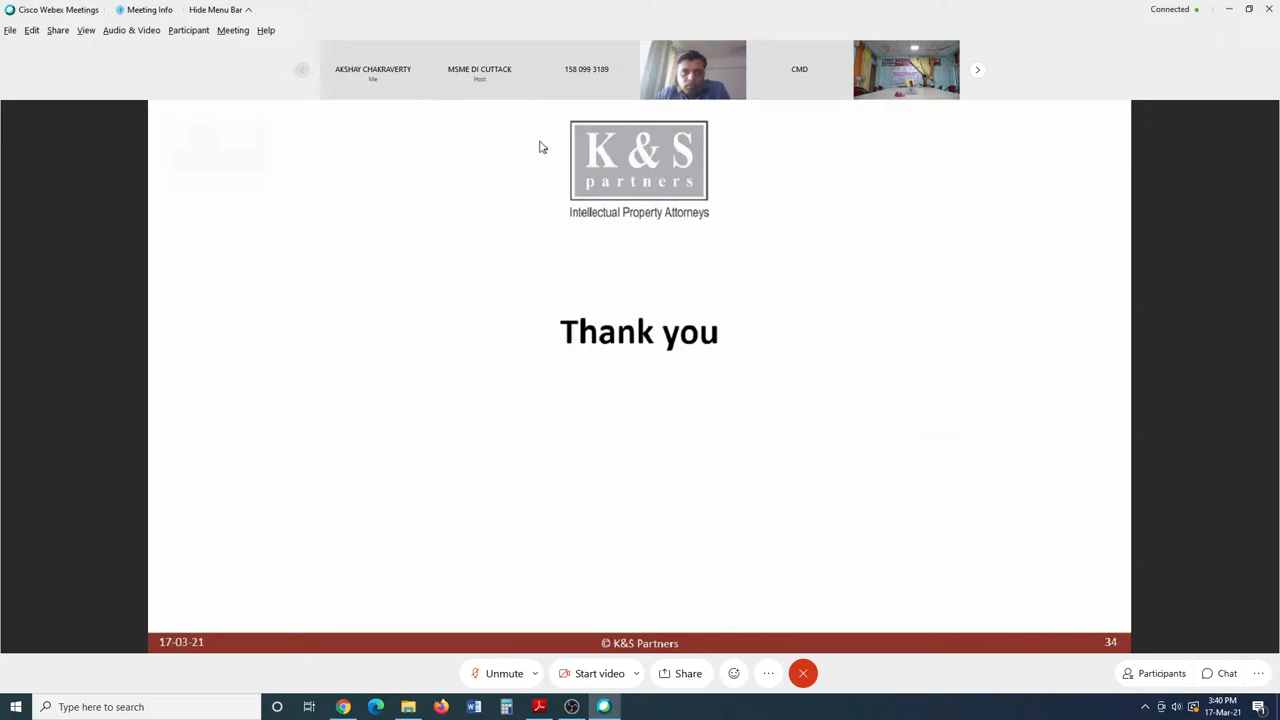 Cisco Webex Meetings Meeting Info Hide Menu Bar
Connected
File Edit Share View Audio & Video Participant Meeting Help
AKSHAY CHAKRAVERTY
Me
MSME DI CUTTACK
Host
158 099 3189
CMD
K & S
partners
Intellectual Property Attorneys
Thank you
17-03-21
© K&S Partners
34
Unmute Start video Share
Participants Chat
Type here to search
3:40 PM
17-Mar-21